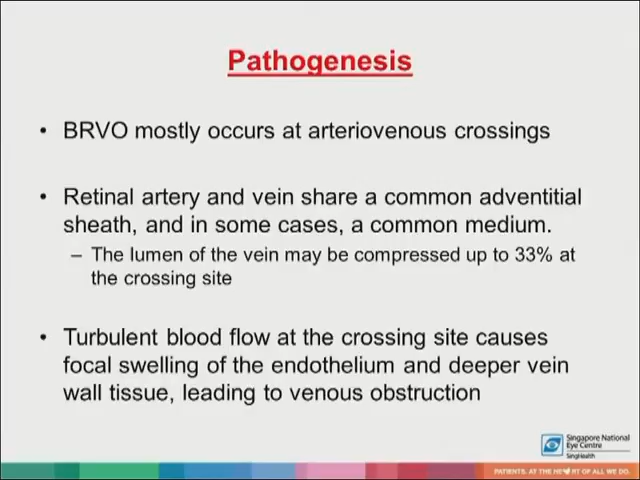 Pathogenesis
• BRVO mostly occurs at arteriovenous crossings
• Retinal artery and vein share a common adventitial
sheath, and in some cases, a common medium.
– The lumen of the vein may be compressed up to 33% at
the crossing site
• Turbulent blood flow at the crossing site causes
focal swelling of the endothelium and deeper vein
wall tissue, leading to venous obstruction
Singapore National
Eye Centre
SingHealth
PATIENTS. AT THE HE♥RT OF ALL WE DO.